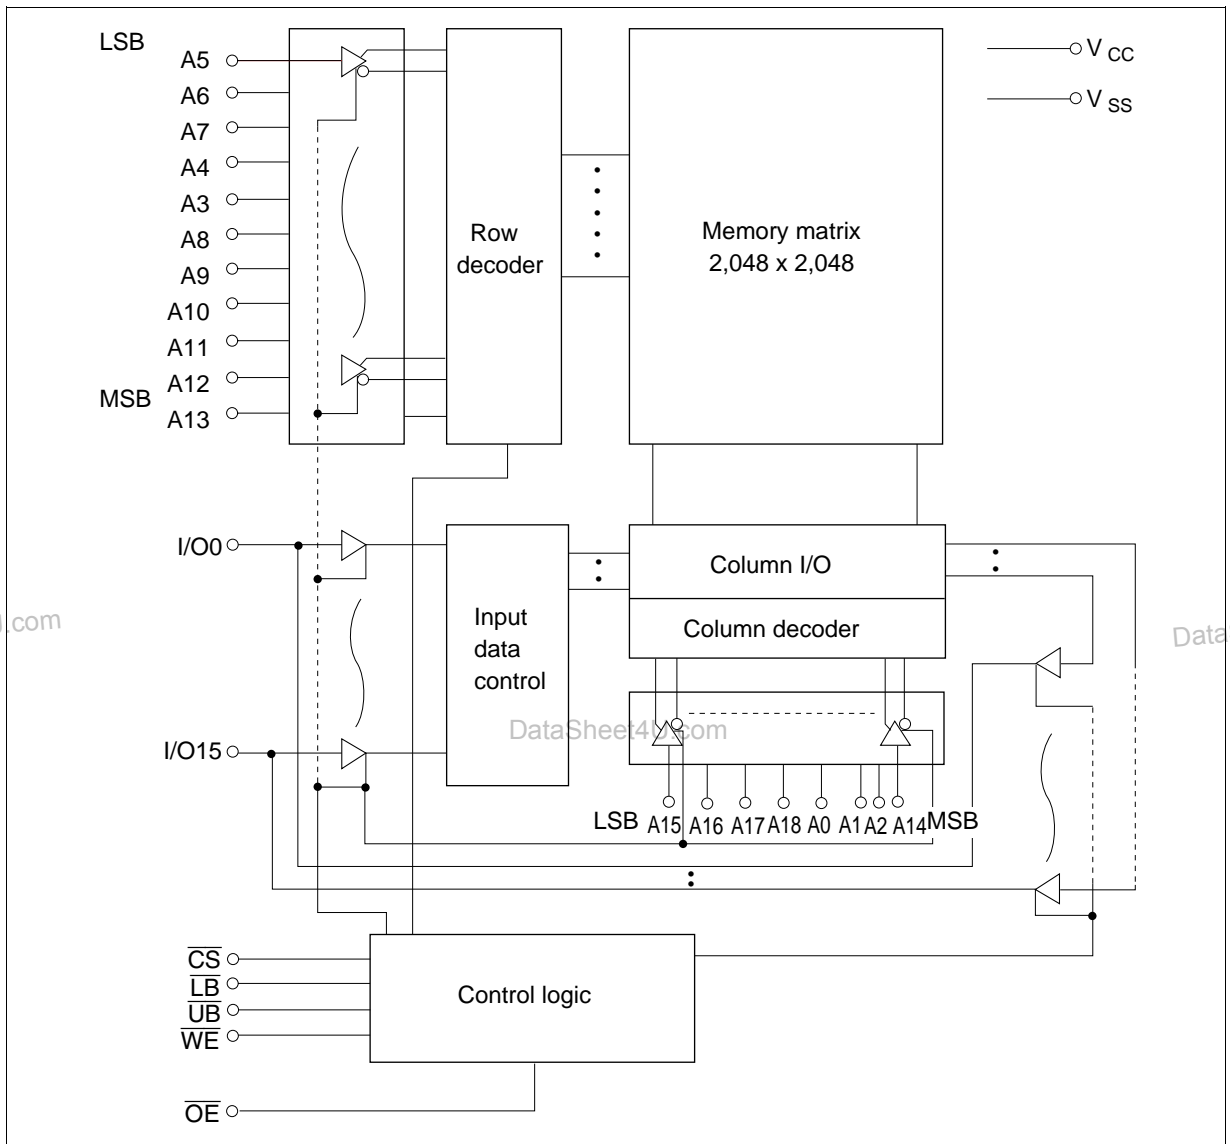 LSB
A5
A6
A7
A4
A3
A8
A9
A10
A11
A12
MSB
A13
Row
decoder
Memory matrix
2,048 x 2,048
V CC
V SS
I/O0
I/O15
Input
data
control
Column I/O
Column decoder
.com
Data
DataSheet4U.com
LSB A15 A16 A17 A18 A0 A1 A2 A14 MSB
CS
LB
UB
WE
OE
Control logic